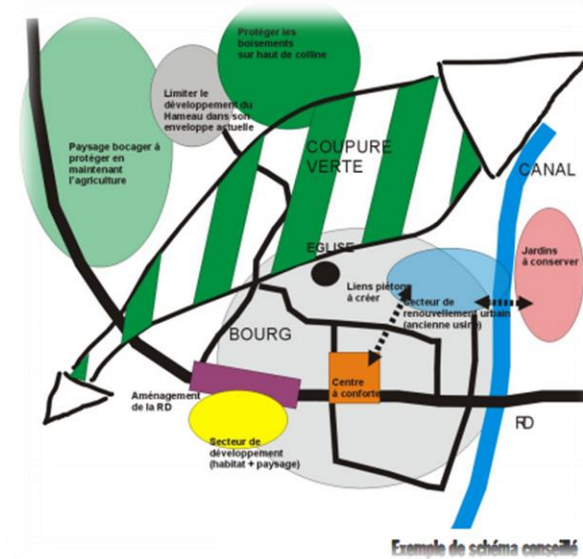 Protéger les
boisements
sur haut de colline
Limiter le
développement du
Hameau dans son
enveloppe actuelle
Paysage bocager à
protéger en
maintenant
l'agriculture
COUPURE
VERTE
CANAL
EGLISE
Jardins
à conserver
Liens piétons
à créer
Secteur de
renouvellement urbain
(ancienne usine)
BOURG
Centre
à conforte
Aménagement
de la RD
RD
Secteur de
développement
(habitat + paysage)
Exemple de schéma conseillé